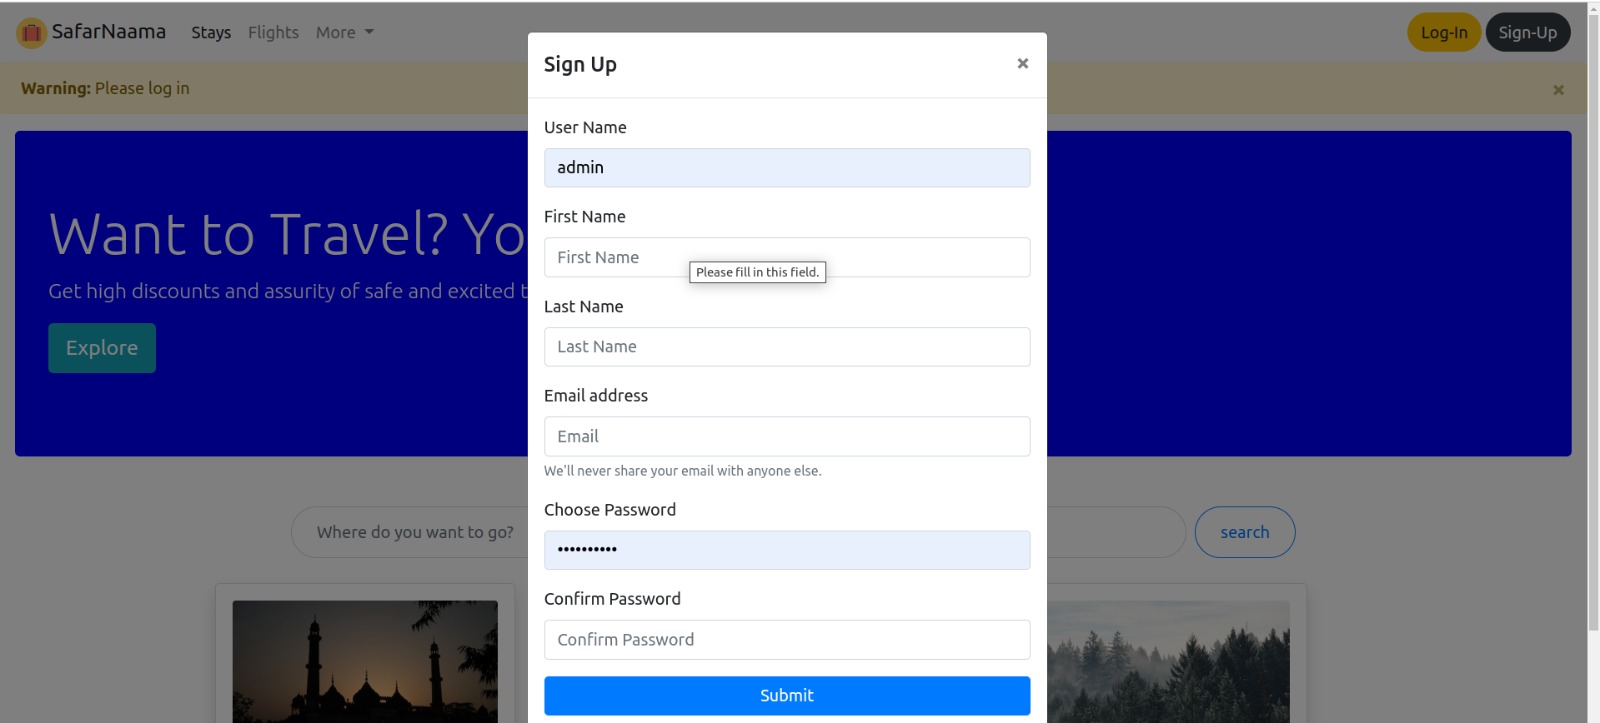 SafarNaama Stays Flights More Log-In Sign-Up
Warning: Please log in ×
Want to Travel? Yo
Get high discounts and assurity of safe and excited t
Explore
Where do you want to go? search
Sign Up ×
User Name
admin
First Name
First Name
Please fill in this field.
Last Name
Last Name
Email address
Email
We'll never share your email with anyone else.
Choose Password
••••••••••
Confirm Password
Confirm Password
Submit